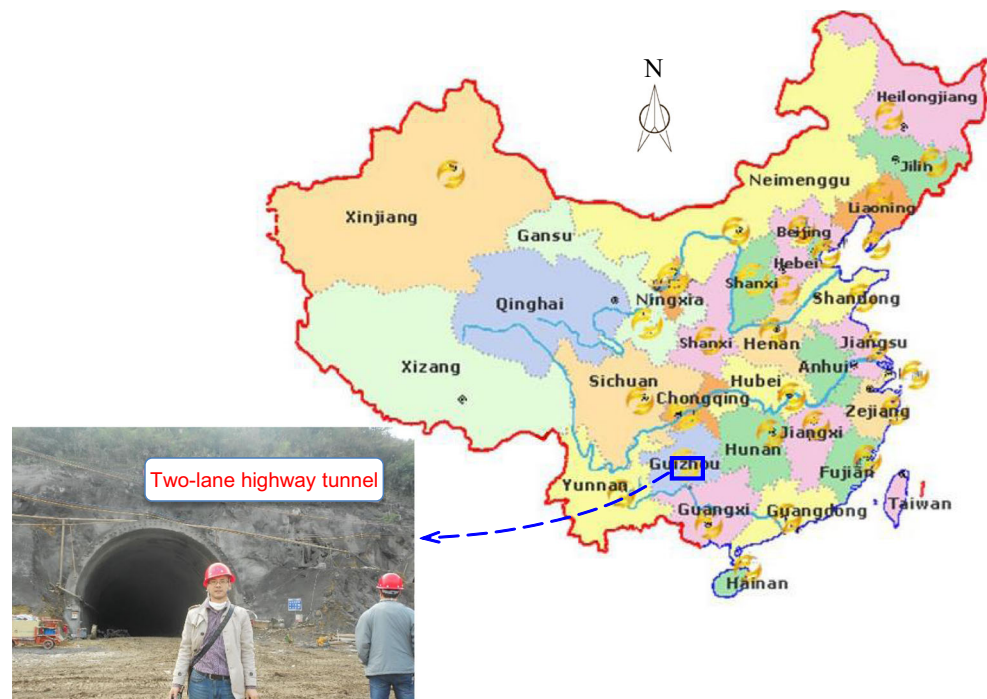 N
Heilongjiang
Jilin
Neimenggu
Liaoning
Xinjiang
Beijing
Gansu
Hebei
Shanxi
Qinghai
Ningxia
Shandong
Shanxi
Henan
Jiangsu
Xizang
Anhui
Sichuan
Hubei
Chongqing
Zejiang
Jiangxi
Hunan
Guizhou
Fujian
Two-lane highway tunnel
Yunnan
Taiwan
Guangxi
Guangdong
Hainan